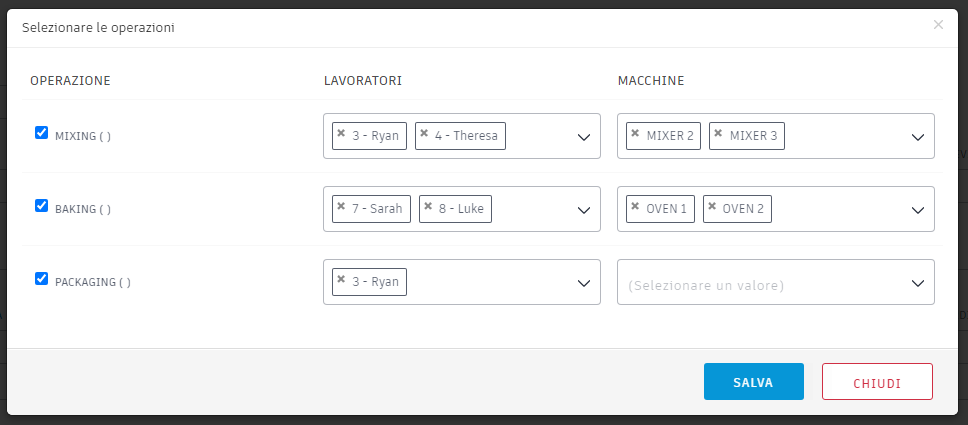 Selezionare le operazioni ×
OPERAZIONE LAVORATORI MACCHINE
MIXING ( ) × 3 - Ryan × 4 - Theresa × MIXER 2 × MIXER 3
BAKING ( ) × 7 - Sarah × 8 - Luke × OVEN 1 × OVEN 2
PACKAGING ( ) × 3 - Ryan (Selezionare un valore)
SALVA CHIUDI